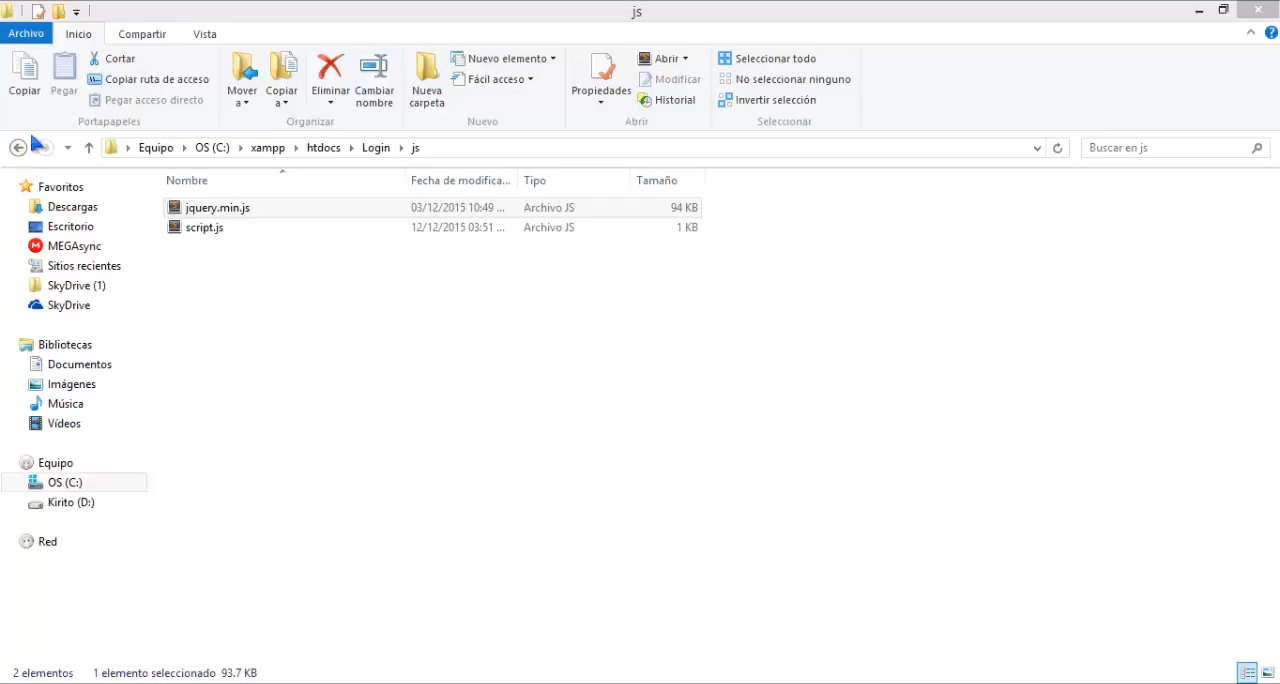 js
Archivo Inicio Compartir Vista
Copiar
Pegar
Cortar
Copiar ruta de acceso
Pegar acceso directo
Portapapeles
Mover a
Copiar a
Eliminar
Cambiar nombre
Organizar
Nueva carpeta
Nuevo elemento
Fácil acceso
Nuevo
Propiedades
Abrir
Modificar
Historial
Abrir
Seleccionar todo
No seleccionar ninguno
Invertir selección
Seleccionar
Equipo OS (C:) xampp htdocs Login js
Buscar en js
Favoritos
Descargas
Escritorio
MEGAsync
Sitios recientes
SkyDrive (1)
SkyDrive
Bibliotecas
Documentos
Imágenes
Música
Vídeos
Equipo
OS (C:)
Kirito (D:)
Red
Nombre Fecha de modifica... Tipo Tamaño
jquery.min.js 03/12/2015 10:49 ... Archivo JS 94 KB
script.js 12/12/2015 03:51 ... Archivo JS 1 KB
2 elementos 1 elemento seleccionado 93.7 KB